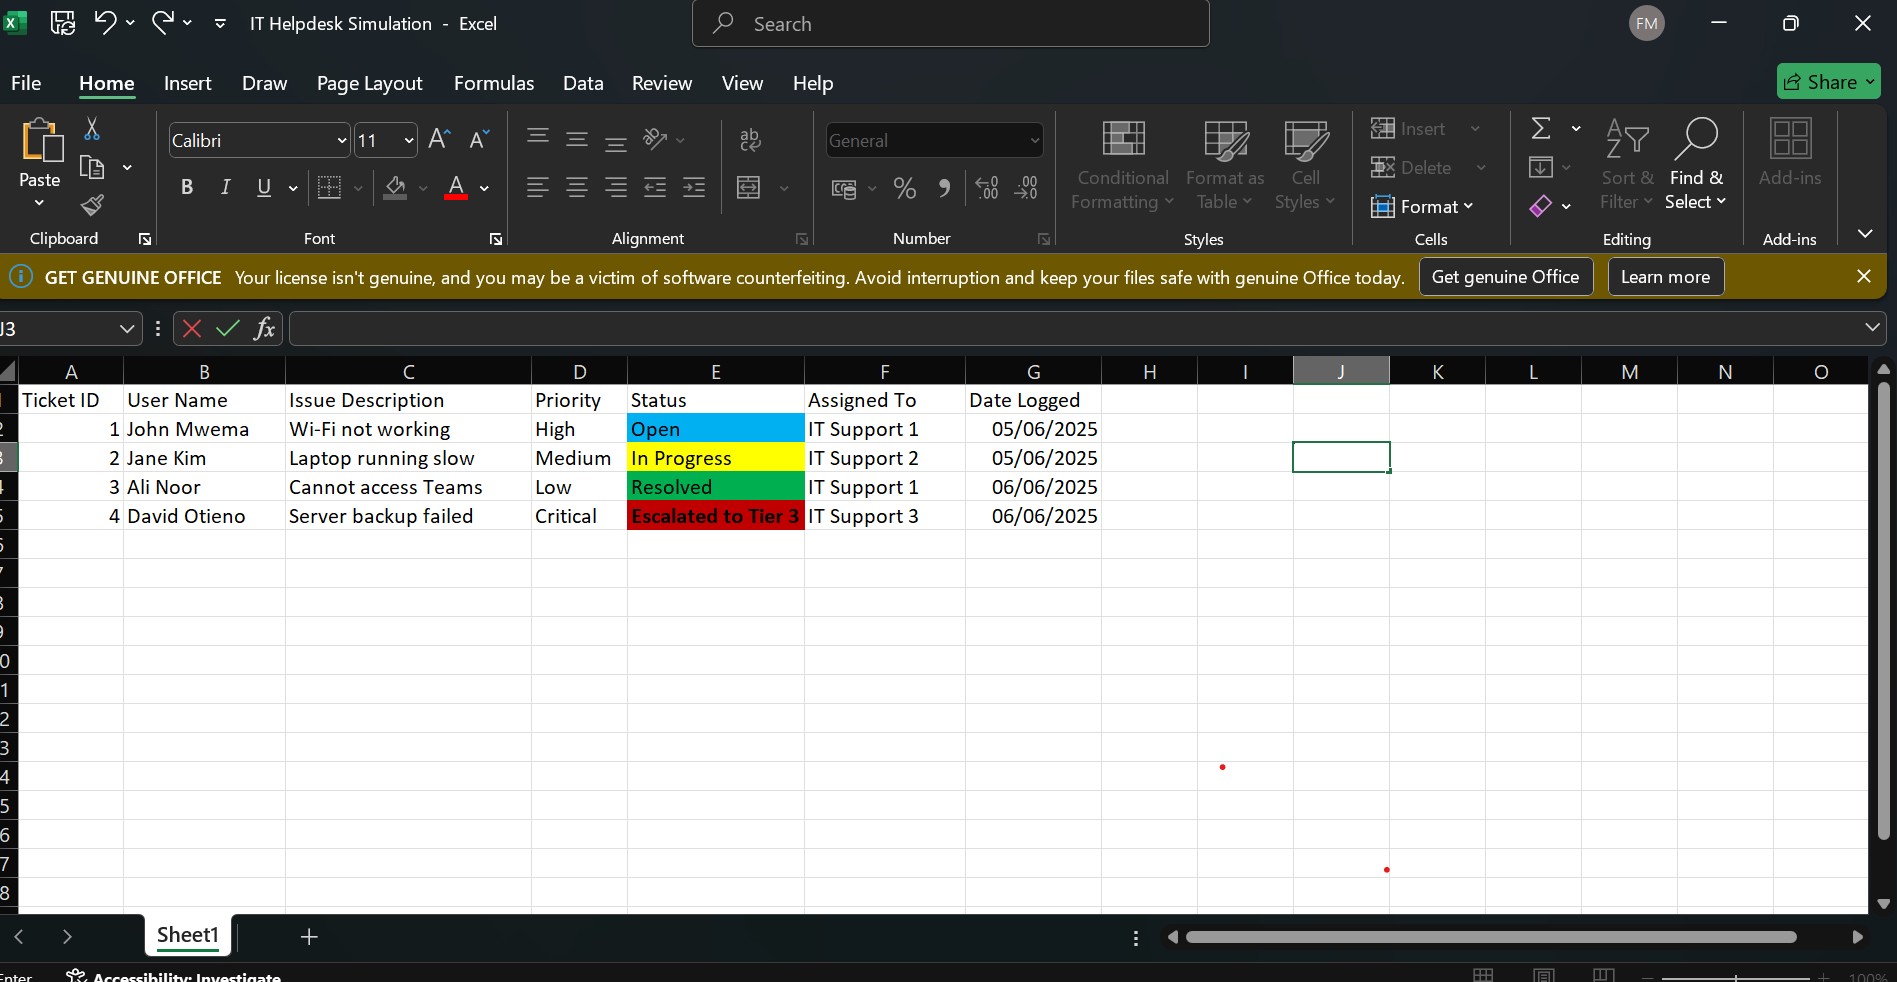 IT Helpdesk Simulation - Excel
Search
FM
File Home Insert Draw Page Layout Formulas Data Review View Help
Share
Paste
Clipboard
Calibri 11
B I U A
Font
ab
Alignment
General
% .00
Number
Conditional Formatting
Format as Table
Cell Styles
Styles
Insert
Delete
Format
Cells
Sort & Filter
Find & Select
Editing
Add-ins
Add-ins
GET GENUINE OFFICE Your license isn't genuine, and you may be a victim of software counterfeiting. Avoid interruption and keep your files safe with genuine Office today. Get genuine Office Learn more
J3 fx
A B C D E F G H I J K L M N O
Ticket ID User Name Issue Description Priority Status Assigned To Date Logged
1 John Mwema Wi-Fi not working High Open IT Support 1 05/06/2025
2 Jane Kim Laptop running slow Medium In Progress IT Support 2 05/06/2025
3 Ali Noor Cannot access Teams Low Resolved IT Support 1 06/06/2025
4 David Otieno Server backup failed Critical Escalated to Tier 3 IT Support 3 06/06/2025
Sheet1
Enter Accessibility: Investigate 100%